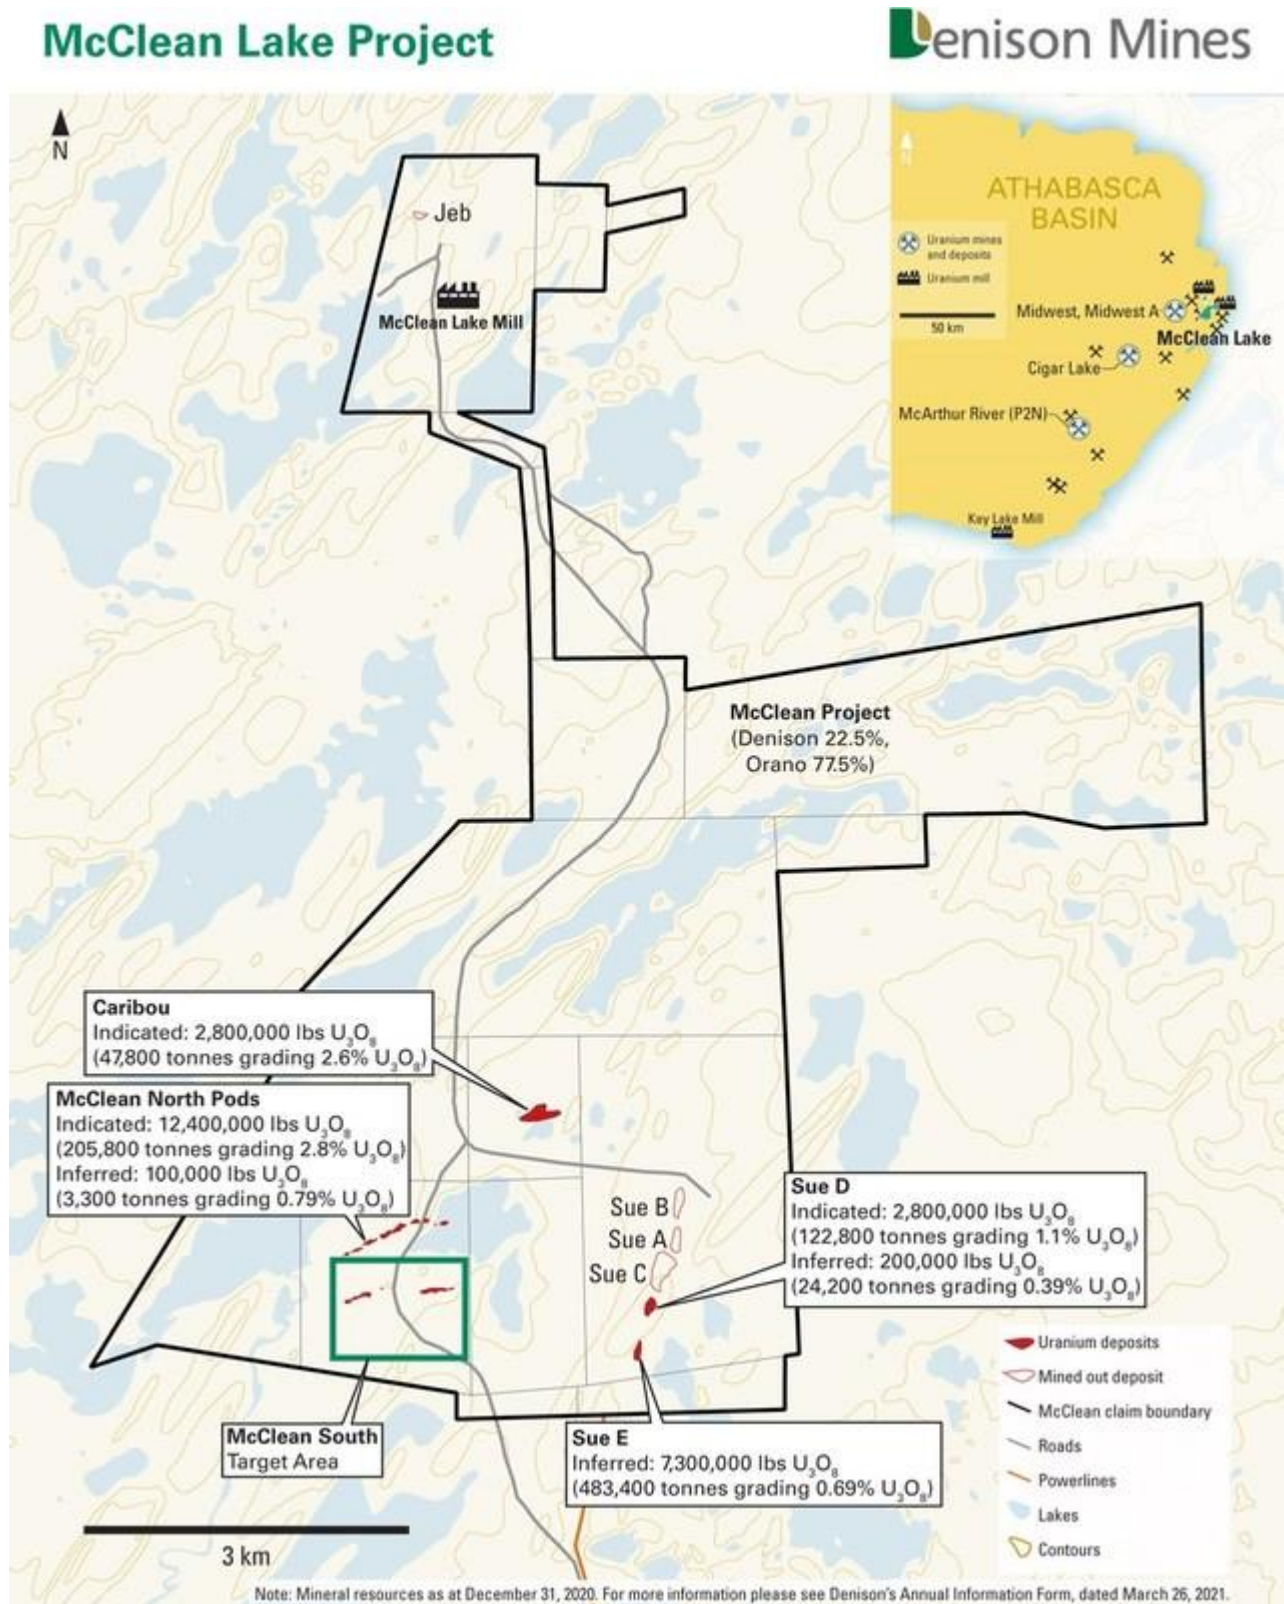 McClean Lake Project
Denison Mines
N
Jeb
McClean Lake Mill
N
ATHABASCA
BASIN
Uranium mines
and deposits
Uranium mill
50 km
Midwest, Midwest A
McClean Lake
Cigar Lake
McArthur River (P2N)
Key Lake Mill
McClean Project
(Denison 22.5%,
Orano 77.5%)
Caribou
Indicated: 2,800,000 lbs U₃O₈
(47,800 tonnes grading 2.6% U₃O₈)
McClean North Pods
Indicated: 12,400,000 lbs U₃O₈
(205,800 tonnes grading 2.8% U₃O₈)
Inferred: 100,000 lbs U₃O₈
(3,300 tonnes grading 0.79% U₃O₈)
Sue B
Sue A
Sue C
Sue D
Indicated: 2,800,000 lbs U₃O₈
(122,800 tonnes grading 1.1% U₃O₈)
Inferred: 200,000 lbs U₃O₈
(24,200 tonnes grading 0.39% U₃O₈)
McClean South
Target Area
Sue E
Inferred: 7,300,000 lbs U₃O₈
(483,400 tonnes grading 0.69% U₃O₈)
Uranium deposits
Mined out deposit
McClean claim boundary
Roads
Powerlines
Lakes
Contours
3 km
Note: Mineral resources as at December 31, 2020. For more information please see Denison's Annual Information Form, dated March 26, 2021.